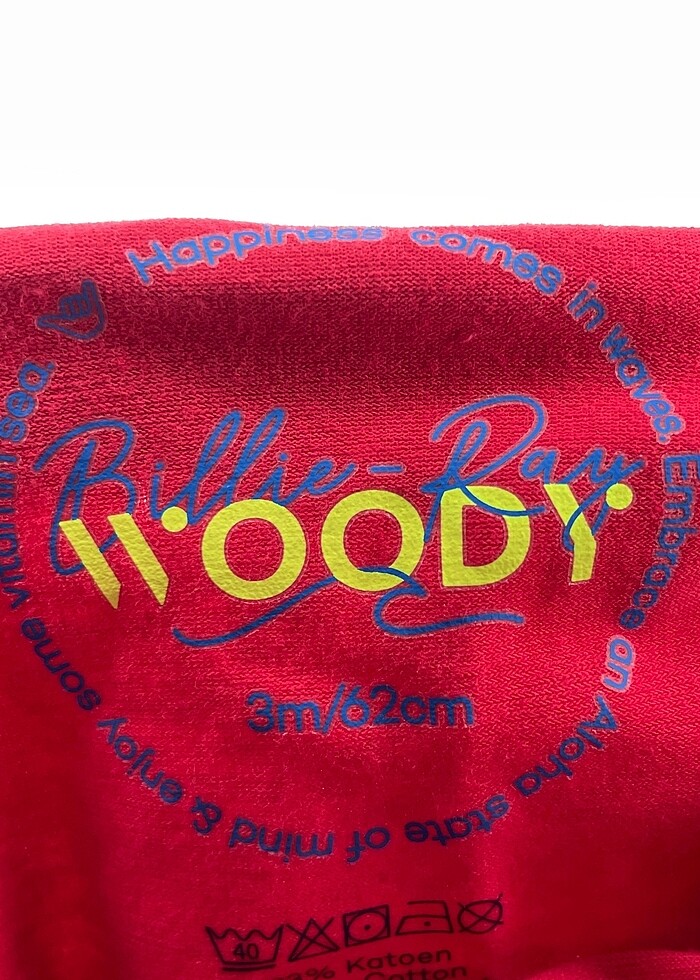 Happiness comes in waves. Embrace an Aloha state of mind & enjoy some vitamin sea.
Billie-Ray
WOODY
3m/62cm
40
% Katoen
Cotton